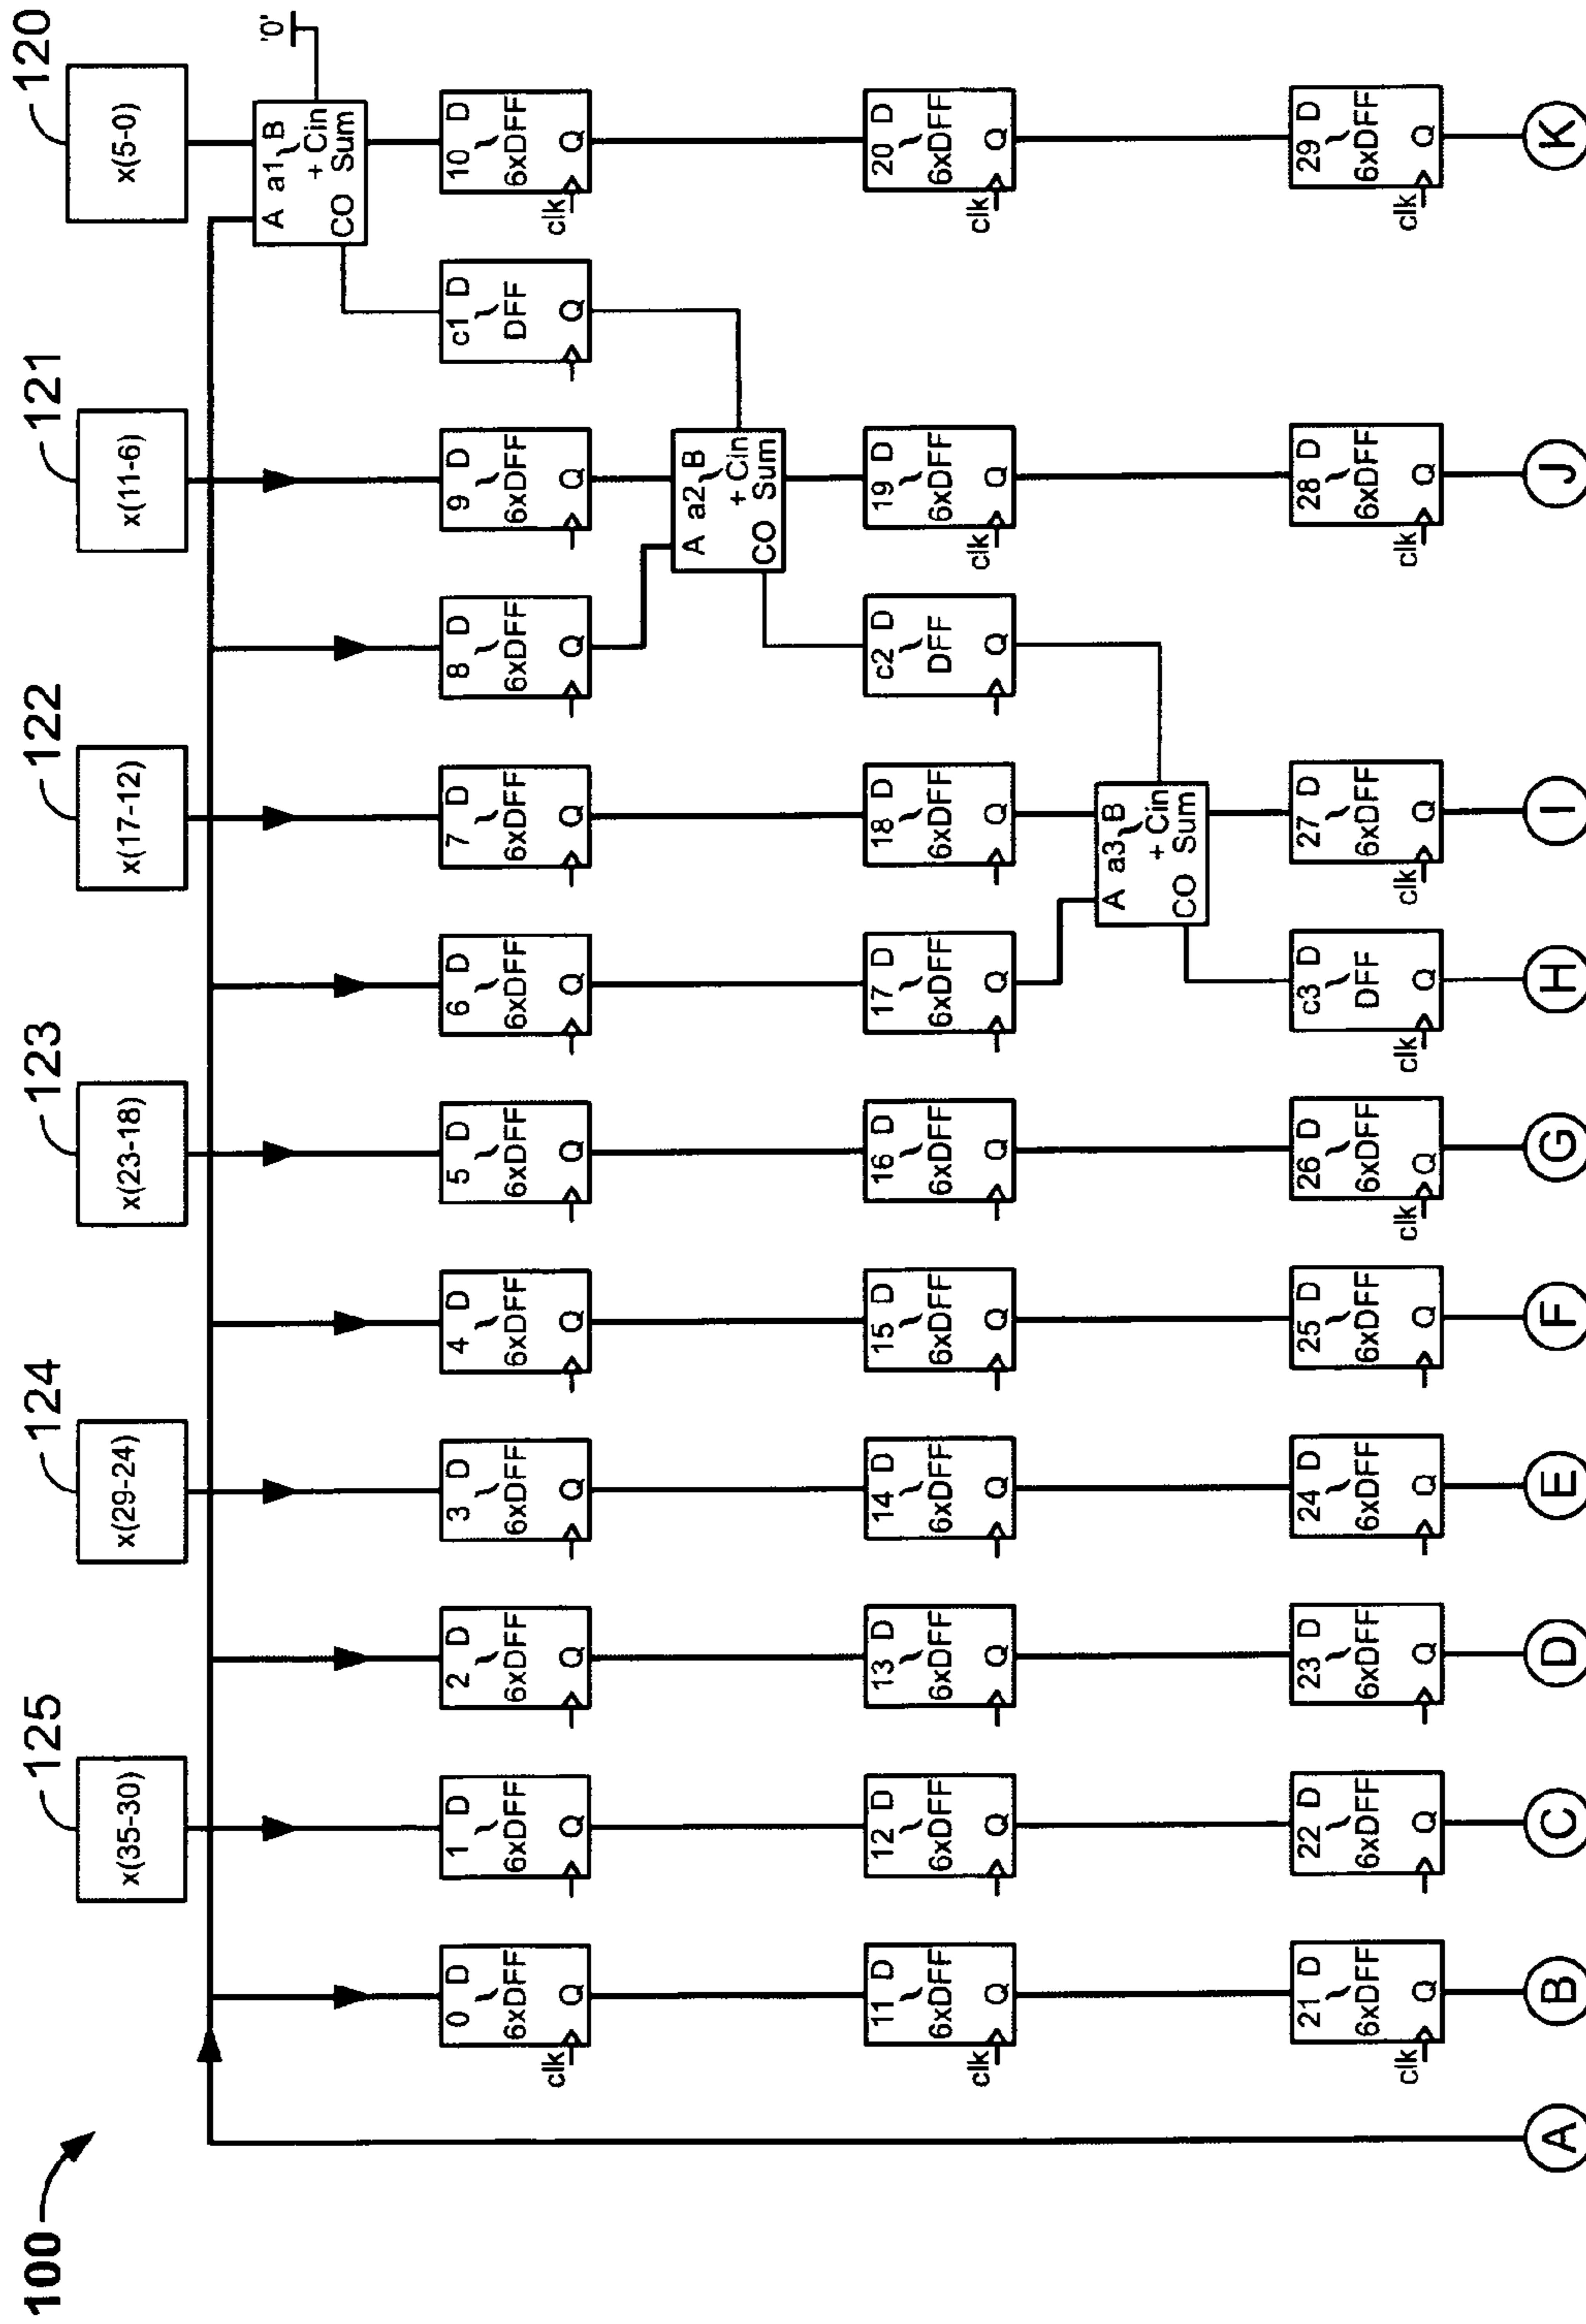 100
125
124
123
122
121
120
x(35-30)
x(29-24)
x(23-18)
x(17-12)
x(11-6)
x(5-0)
'0'
A a1 B
+ Cin
CO Sum
0 D
6xDFF
Q
clk
1 D
6xDFF
Q
2 D
6xDFF
Q
3 D
6xDFF
Q
4 D
6xDFF
Q
5 D
6xDFF
Q
6 D
6xDFF
Q
7 D
6xDFF
Q
8 D
6xDFF
Q
9 D
6xDFF
Q
c1 D
DFF
Q
10 D
6xDFF
Q
clk
A a2 B
+ Cin
CO Sum
11 D
6xDFF
Q
clk
12 D
6xDFF
Q
13 D
6xDFF
Q
14 D
6xDFF
Q
15 D
6xDFF
Q
16 D
6xDFF
Q
17 D
6xDFF
Q
18 D
6xDFF
Q
c2 D
DFF
Q
19 D
6xDFF
Q
clk
20 D
6xDFF
Q
clk
A a3 B
+ Cin
CO Sum
21 D
6xDFF
Q
clk
22 D
6xDFF
Q
23 D
6xDFF
Q
24 D
6xDFF
Q
25 D
6xDFF
Q
26 D
6xDFF
Q
clk
c3 D
DFF
Q
clk
27 D
6xDFF
Q
clk
28 D
6xDFF
Q
clk
29 D
6xDFF
Q
clk
A
B
C
D
E
F
G
H
I
J
K